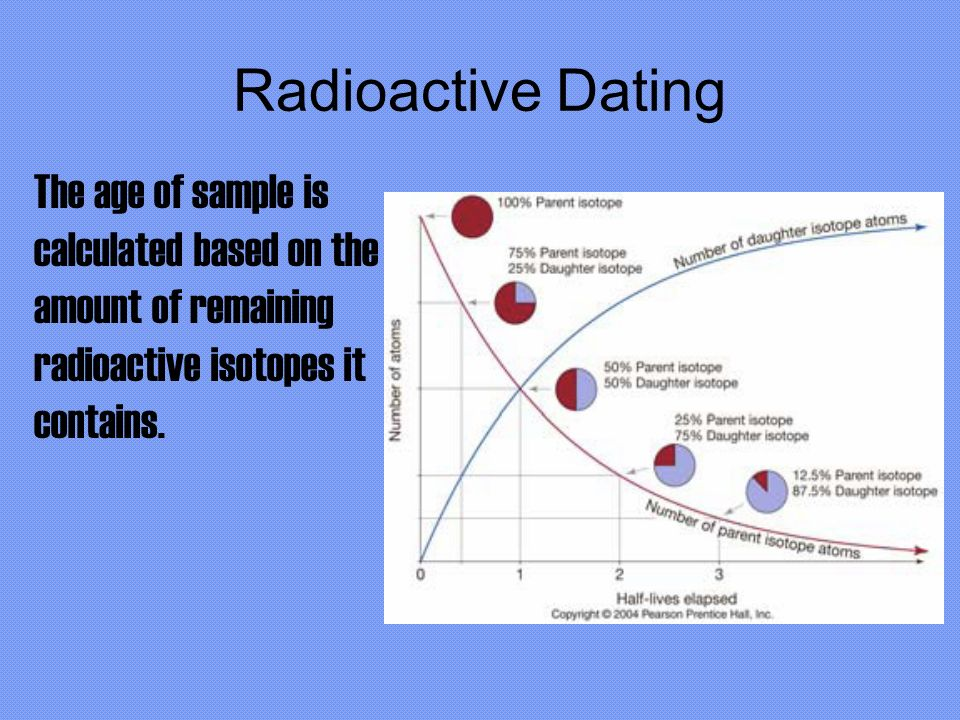 Radioactive Dating
The age of sample is
calculated based on the
amount of remaining
radioactive isotopes it
contains.
100% Parent isotope
75% Parent isotope
25% Daughter isotope
Number of daughter isotope atoms
50% Parent isotope
50% Daughter isotope
25% Parent isotope
75% Daughter isotope
12.5% Parent isotope
87.5% Daughter isotope
Number of parent isotope atoms
Number of atoms
0 1 2 3
Half-lives elapsed
Copyright © 2004 Pearson Prentice Hall, Inc.